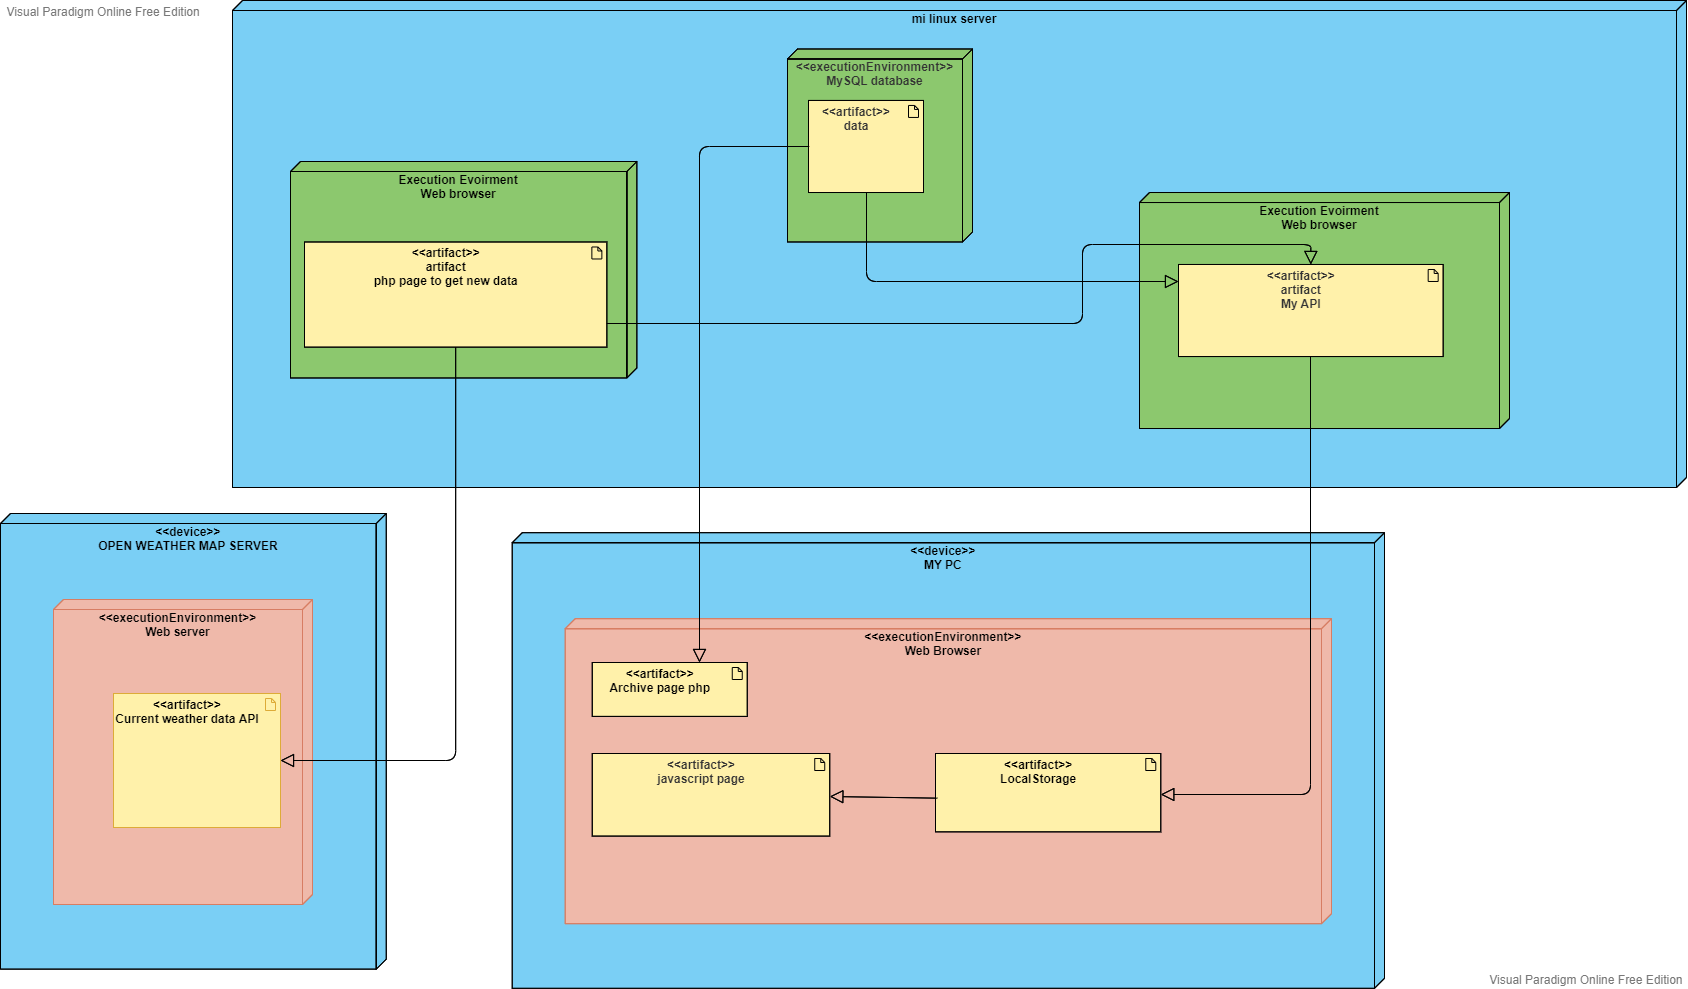 Visual Paradigm Online Free Edition
mi linux server
<<executionEnvironment>>
MySQL database
<<artifact>>
data
Execution Evoirment
Web browser
<<artifact>>
artifact
php page to get new data
Execution Evoirment
Web browser
<<artifact>>
artifact
My API
<<device>>
OPEN WEATHER MAP SERVER
<<executionEnvironment>>
Web server
<<artifact>>
Current weather data API
<<device>>
MY PC
<<executionEnvironment>>
Web Browser
<<artifact>>
Archive page php
<<artifact>>
javascript page
<<artifact>>
LocalStorage
Visual Paradigm Online Free Edition